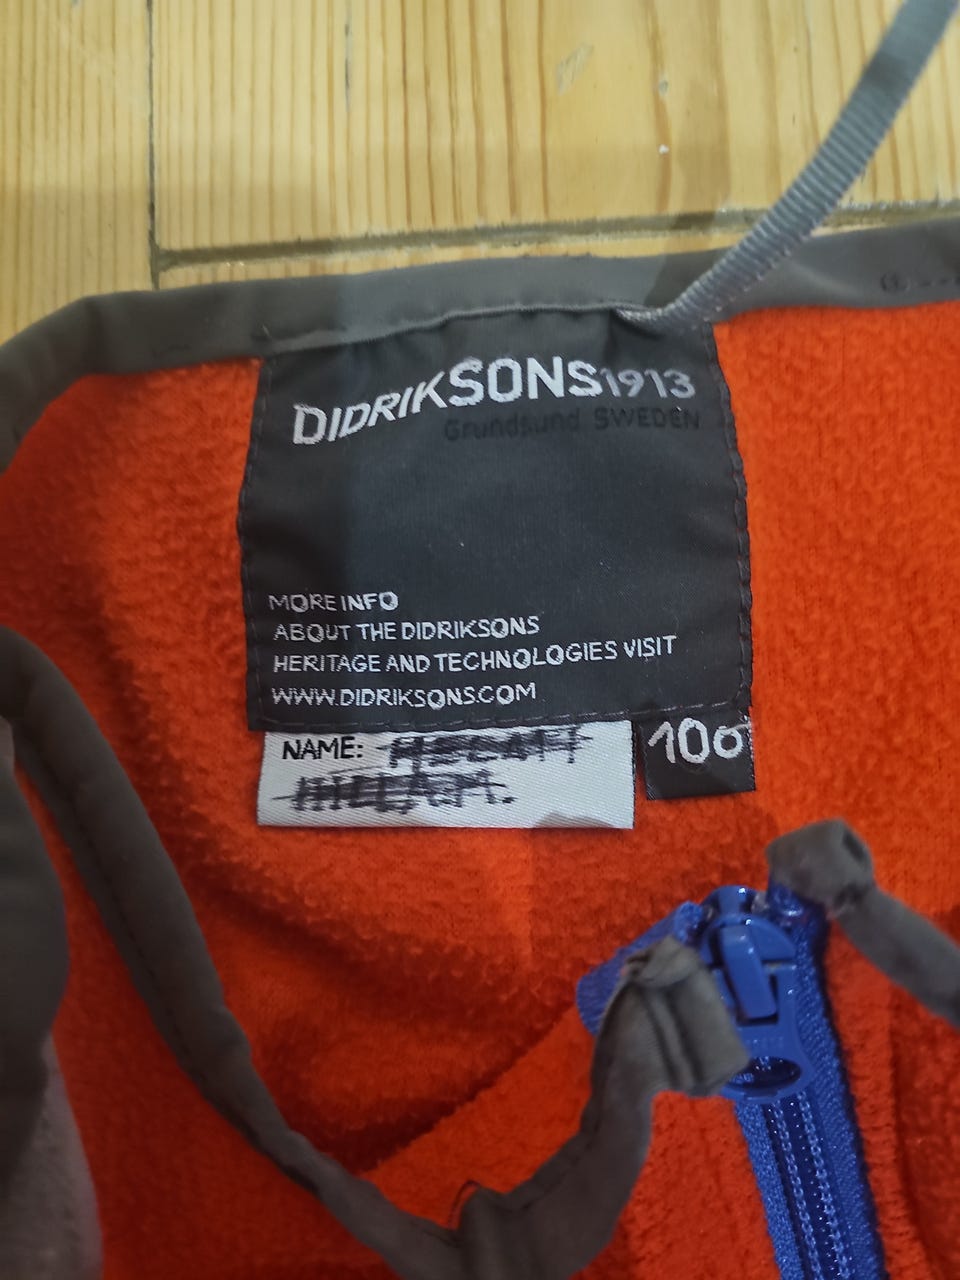 DIDRIKSONS1913
Grundsund SWEDEN
MORE INFO
ABOUT THE DIDRIKSONS
HERITAGE AND TECHNOLOGIES VISIT
WWW.DIDRIKSONS.COM
NAME:
100